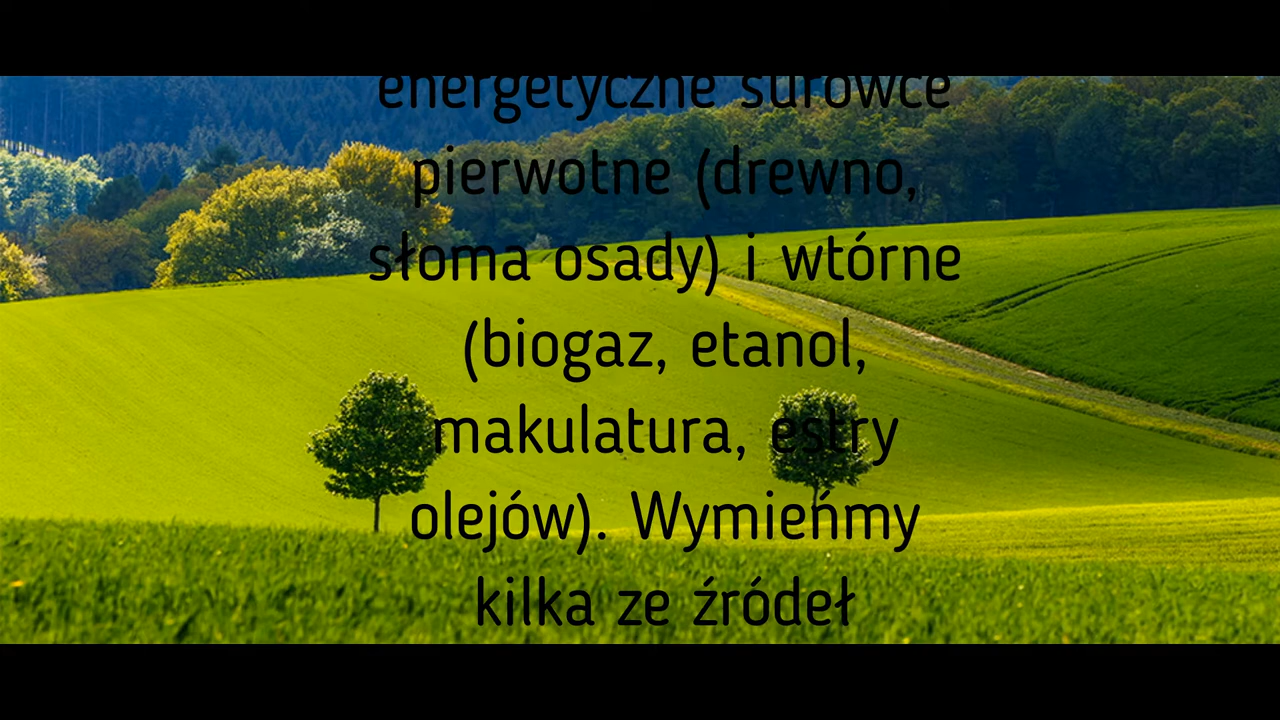 energetyczne surowce
pierwotne (drewno,
słoma osady) i wtórne
(biogaz, etanol,
makulatura, estry
olejów). Wymieńmy
kilka ze źródeł